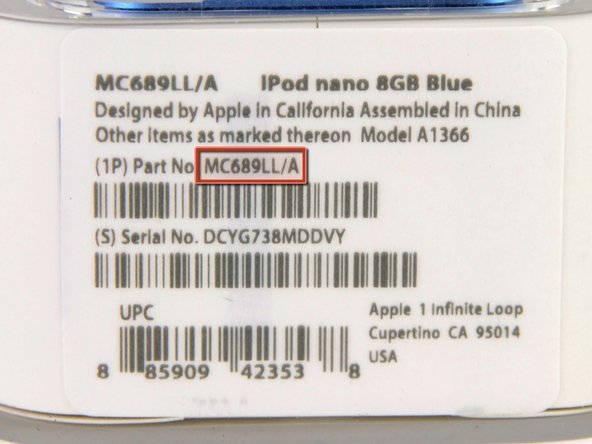 MC689LL/A iPod nano 8GB Blue
Designed by Apple in California Assembled in China
Other items as marked thereon Model A1366
(1P) Part No MC689LL/A
(S) Serial No. DCYG738MDDVY
UPC
Apple 1 Infinite Loop
Cupertino CA 95014
USA
8 85909 42353 8